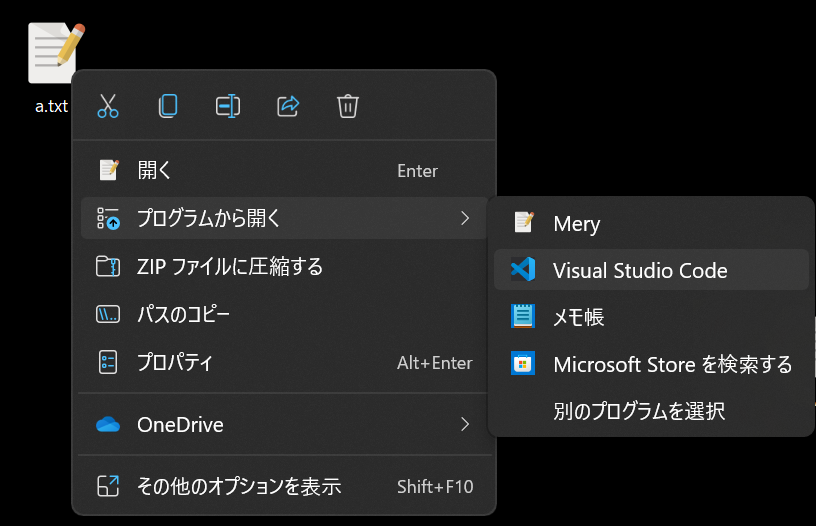 a.txt
開く Enter
プログラムから開く
ZIP ファイルに圧縮する
パスのコピー
プロパティ Alt+Enter
OneDrive
その他のオプションを表示 Shift+F10
Mery
Visual Studio Code
メモ帳
Microsoft Store を検索する
別のプログラムを選択